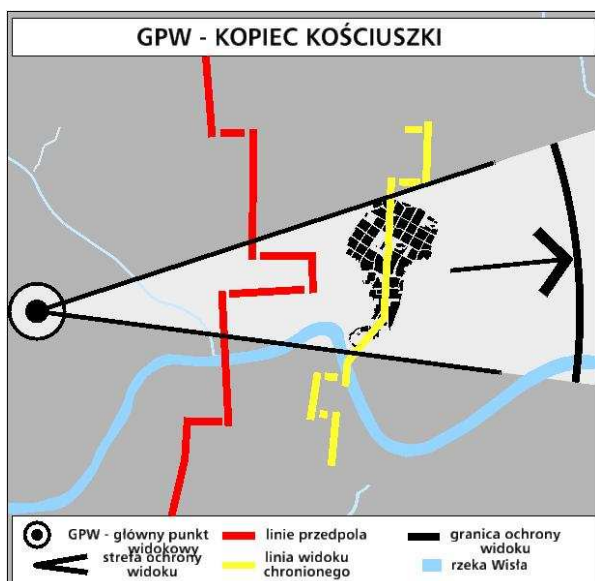 GPW - KOPIEC KOŚCIUSZKI
GPW - główny punkt
widokowy
strefa ochrony
widoku
linie przedpola
linia widoku
chronionego
granica ochrony
widoku
rzeka Wisła